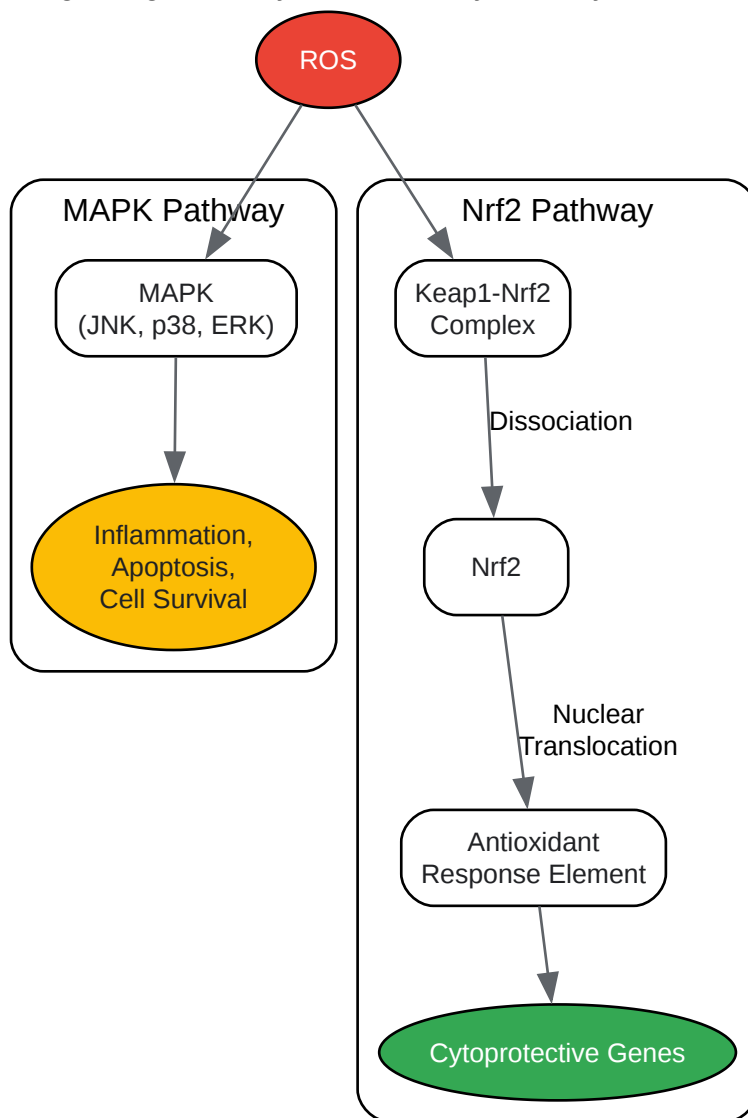 ROS
MAPK Pathway
MAPK
(JNK, p38, ERK)
Inflammation,
Apoptosis,
Cell Survival
Nrf2 Pathway
Keap1-Nrf2
Complex
Dissociation
Nrf2
Nuclear
Translocation
Antioxidant
Response Element
Cytoprotective Genes